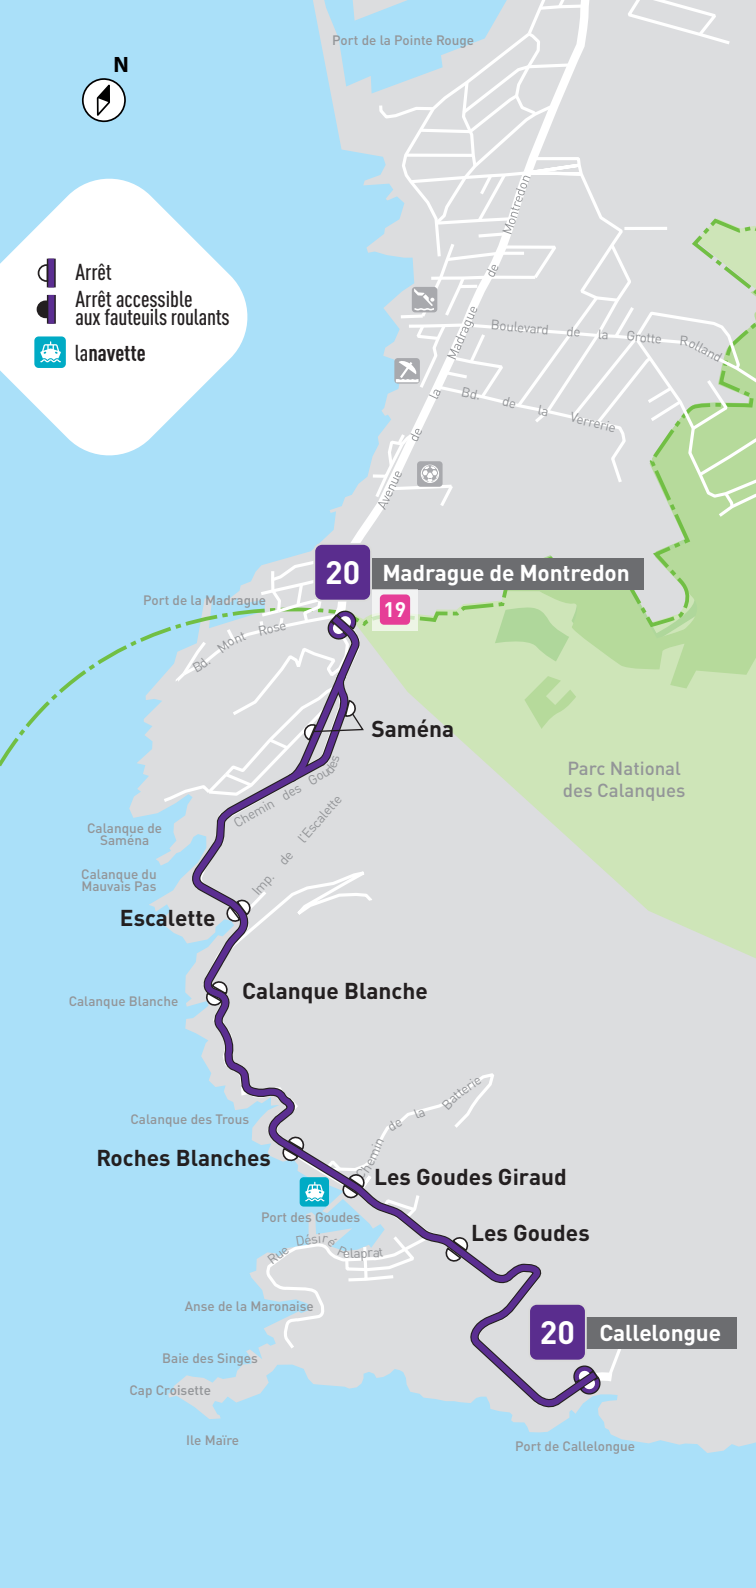 Port de la Pointe Rouge
N
Arrêt
Arrêt accessible
aux fauteuils roulants
lanavette
Avenue de la Madrague de Montredon
Boulevard de la Grotte Rolland
Bd. de la Verrerie
20 Madrague de Montredon
19
Port de la Madrague
Bd. Mont Rose
Saména
Parc National
des Calanques
Chemin des Goudes
Imp. de l'Escalette
Calanque de
Saména
Calanque du
Mauvais Pas
Escalette
Calanque Blanche
Calanque Blanche
Chemin de la Batterie
Calanque des Trous
Roches Blanches
Les Goudes Giraud
Port des Goudes
Les Goudes
Rue Désiré Pelaprat
Anse de la Maronaise
20 Callelongue
Baie des Singes
Cap Croisette
Ile Maïre
Port de Callelongue